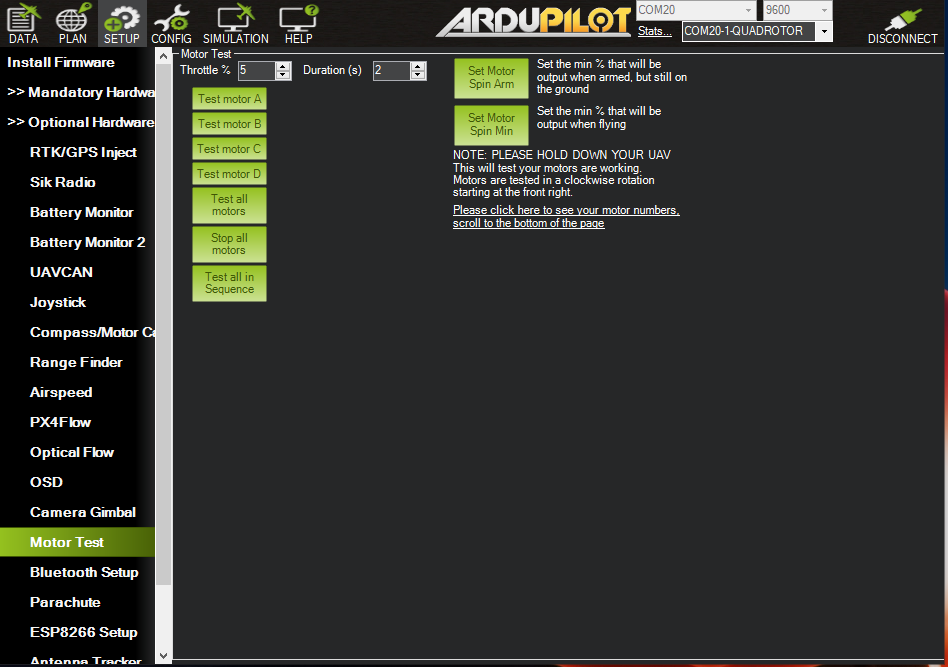 DATA
PLAN
SETUP
CONFIG
SIMULATION
HELP
ARDUPILOT
COM20
9600
Stats...
COM20-1-QUADROTOR
DISCONNECT
Install Firmware
>> Mandatory Hardwa
>> Optional Hardware
RTK/GPS Inject
Sik Radio
Battery Monitor
Battery Monitor 2
UAVCAN
Joystick
Compass/Motor Ca
Range Finder
Airspeed
PX4Flow
Optical Flow
OSD
Camera Gimbal
Motor Test
Bluetooth Setup
Parachute
ESP8266 Setup
Antenna Tracker
Motor Test
Throttle % 5 Duration (s) 2
Test motor A
Test motor B
Test motor C
Test motor D
Test all
motors
Stop all
motors
Test all in
Sequence
Set Motor
Spin Arm
Set the min % that will be
output when armed, but still on
the ground
Set Motor
Spin Min
Set the min % that will be
output when flying
NOTE: PLEASE HOLD DOWN YOUR UAV
This will test your motors are working.
Motors are tested in a clockwise rotation
starting at the front right.
Please click here to see your motor numbers,
scroll to the bottom of the page